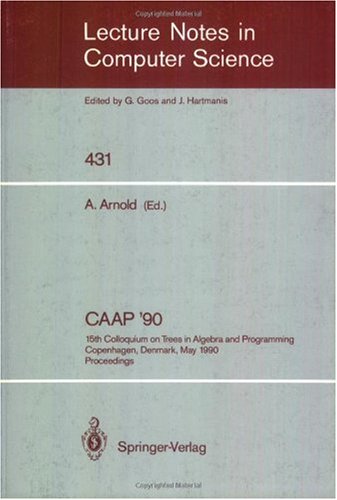 Copyrighted Material
Lecture Notes in
Computer Science
Edited by G. Goos and J. Hartmanis
431
A. Arnold (Ed.)
CAAP '90
15th Colloquium on Trees in Algebra and Programming
Copenhagen, Denmark, May 1990
Proceedings
Springer-Verlag
Copyrighted Material